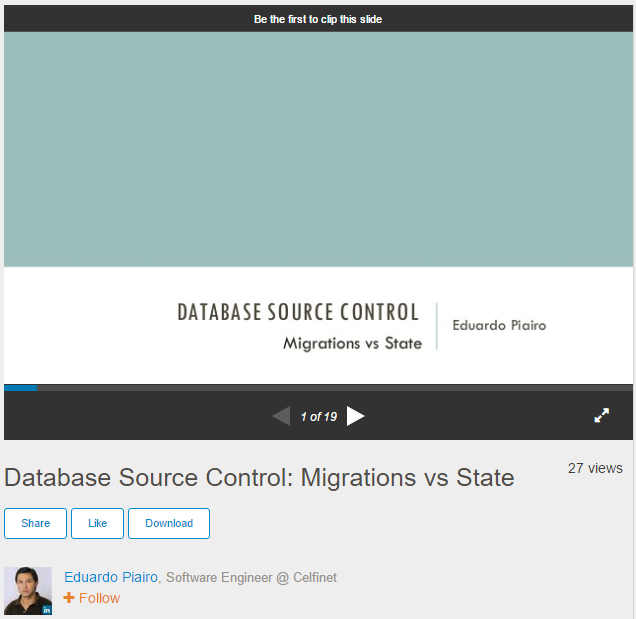 Be the first to clip this slide
DATABASE SOURCE CONTROL
Migrations vs State
Eduardo Piairo
1 of 19
Database Source Control: Migrations vs State
27 views
Share Like Download
Eduardo Piairo, Software Engineer @ Celfinet
+ Follow
in